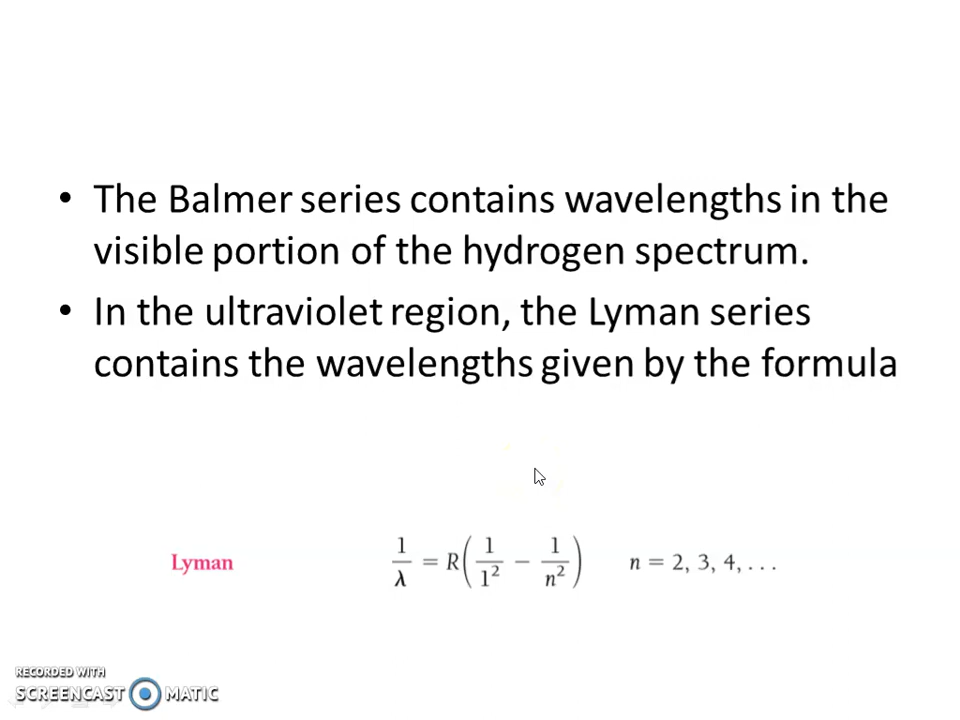 • The Balmer series contains wavelengths in the
visible portion of the hydrogen spectrum.
• In the ultraviolet region, the Lyman series
contains the wavelengths given by the formula
Lyman 1/λ = R(1/1² − 1/n²) n = 2, 3, 4, . . .
RECORDED WITH
SCREENCAST MATIC